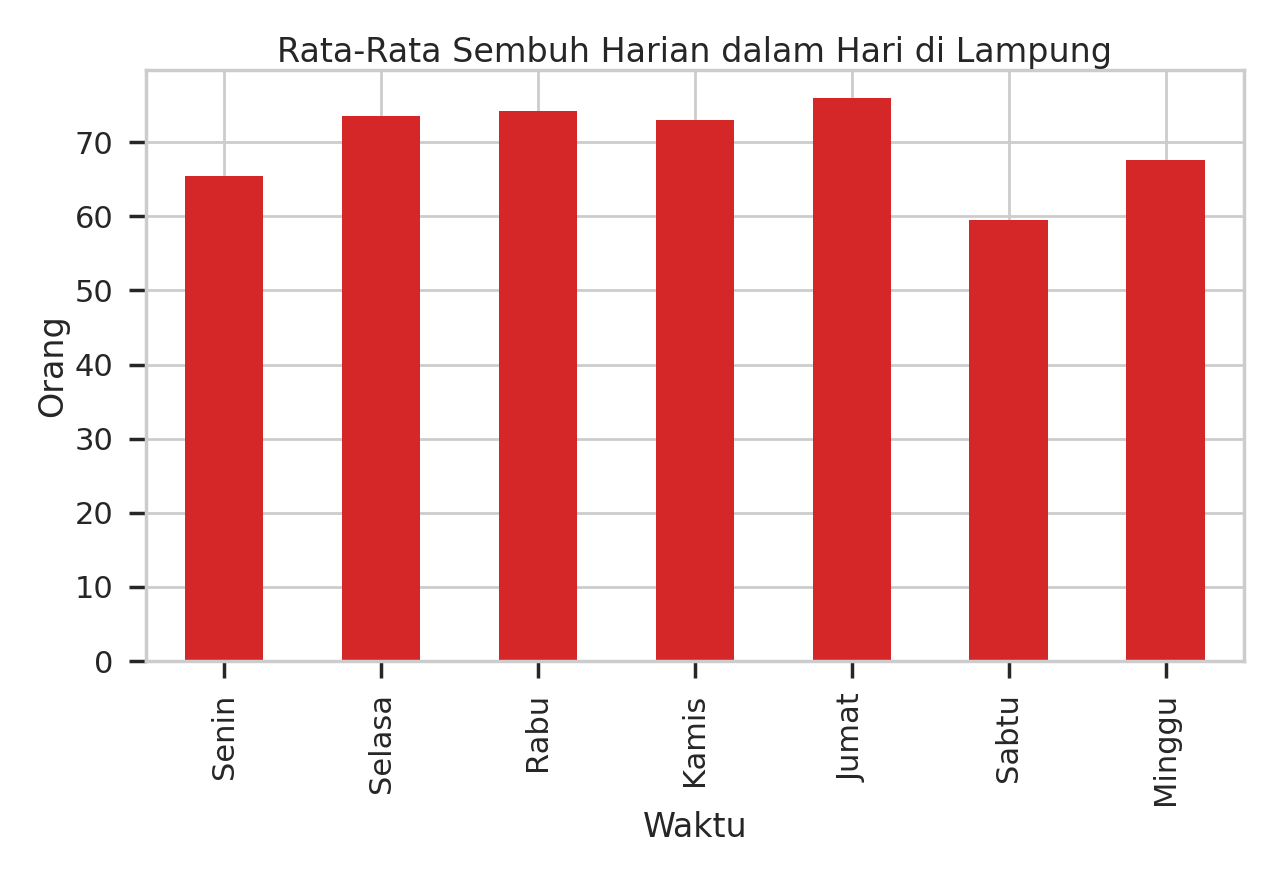 Rata-Rata Sembuh Harian dalam Hari di Lampung
Orang
70
60
50
40
30
20
10
0
Senin
Selasa
Rabu
Kamis
Jumat
Sabtu
Minggu
Waktu